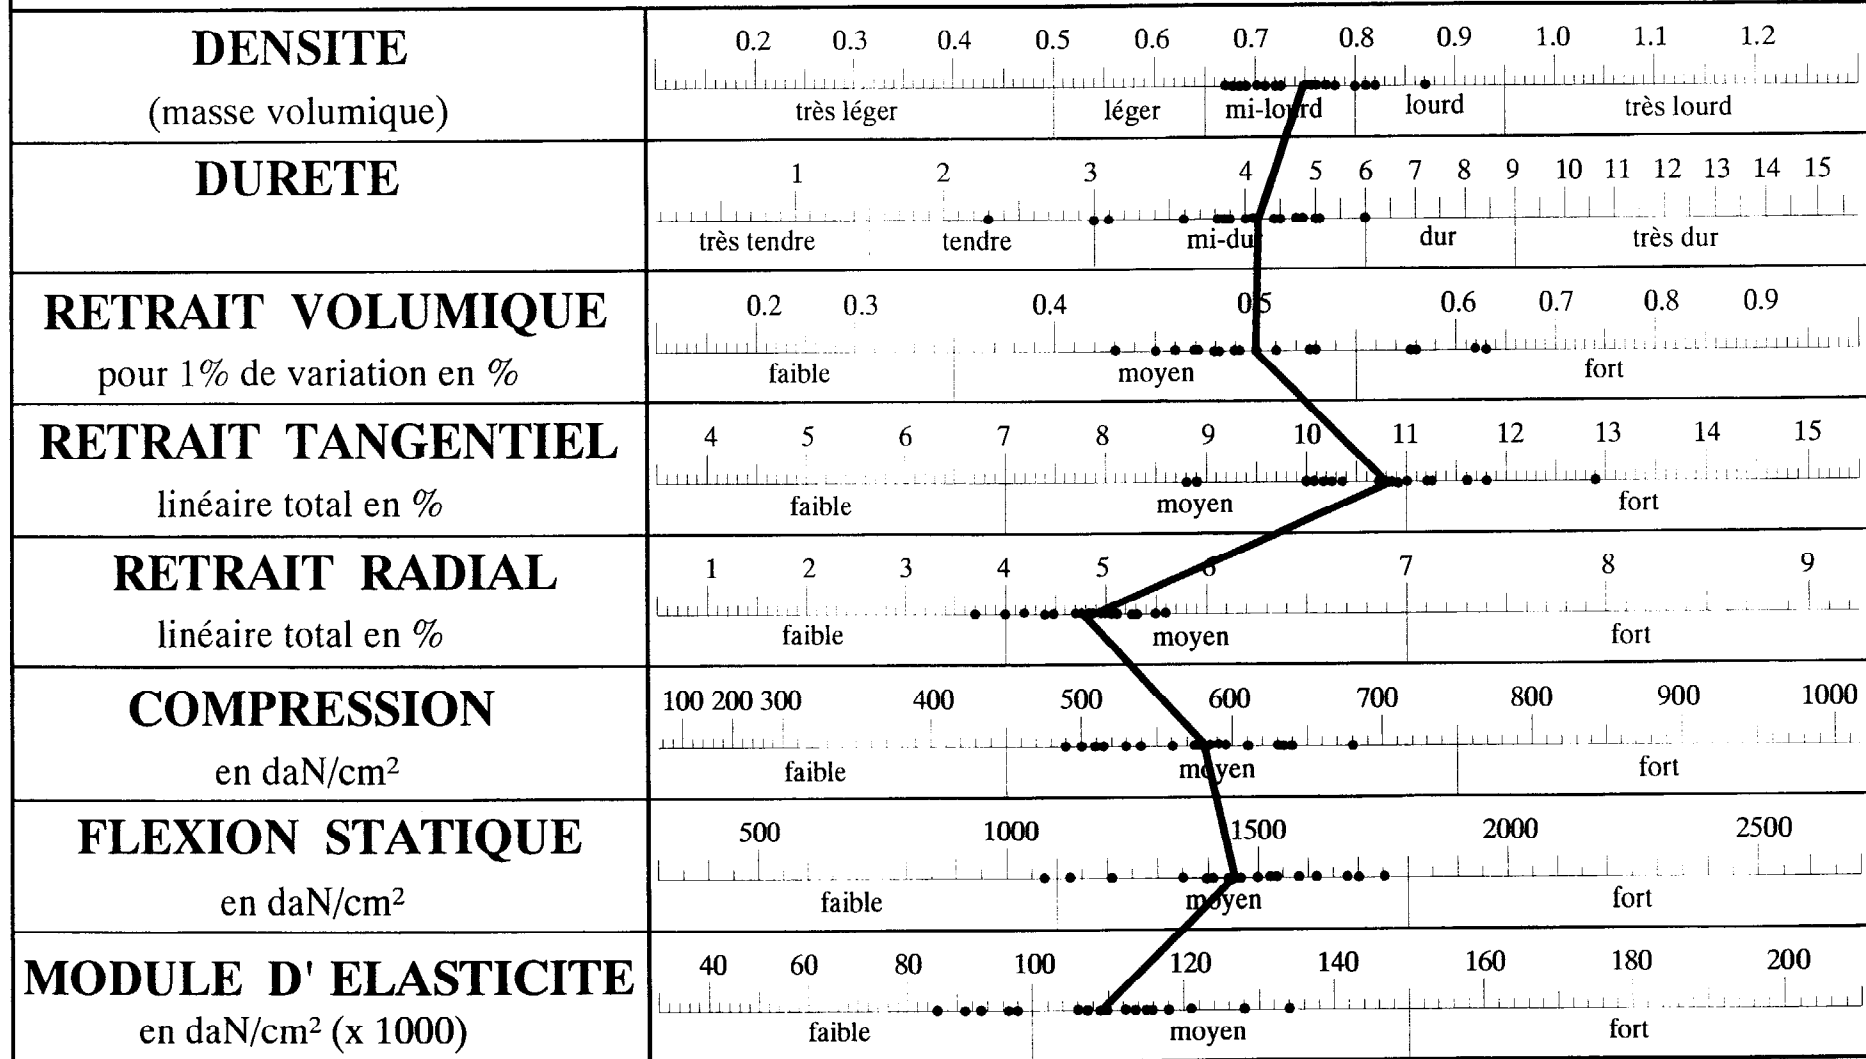 DENSITE
(masse volumique)
0.2 0.3 0.4 0.5 0.6 0.7 0.8 0.9 1.0 1.1 1.2
très léger léger mi-lourd lourd très lourd
DURETE
1 2 3 4 5 6 7 8 9 10 11 12 13 14 15
très tendre tendre mi-dur dur très dur
RETRAIT VOLUMIQUE
pour 1% de variation en %
0.2 0.3 0.4 0.5 0.6 0.7 0.8 0.9
faible moyen fort
RETRAIT TANGENTIEL
linéaire total en %
4 5 6 7 8 9 10 11 12 13 14 15
faible moyen fort
RETRAIT RADIAL
linéaire total en %
1 2 3 4 5 6 7 8 9
faible moyen fort
COMPRESSION
en daN/cm²
100 200 300 400 500 600 700 800 900 1000
faible moyen fort
FLEXION STATIQUE
en daN/cm²
500 1000 1500 2000 2500
faible moyen fort
MODULE D' ELASTICITE
en daN/cm² (x 1000)
40 60 80 100 120 140 160 180 200
faible moyen fort